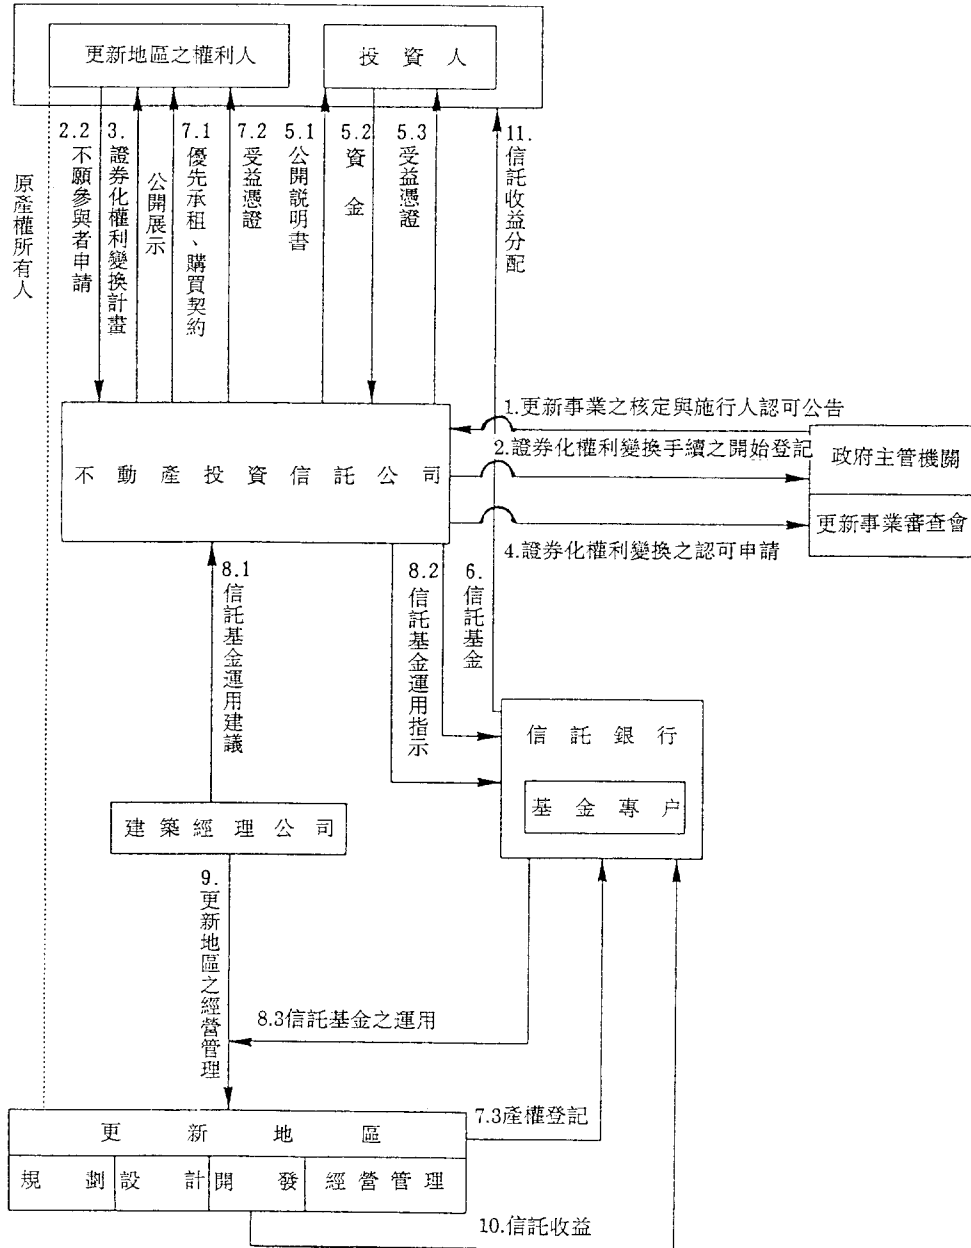 更新地區之權利人
投資人
2.2
不願參與者申請
3.
證券化權利變換計畫
公開展示
7.1
優先承租、購買契約
7.2
受益憑證
5.1
公開說明書
5.2
資金
5.3
受益憑證
11.
信託收益分配
原產權所有人
1.更新事業之核定與施行人認可公告
不動產投資信託公司
2.證券化權利變換手續之開始登記
政府主管機關
更新事業審查會
4.證券化權利變換之認可申請
8.1
信託基金運用建議
8.2
信託基金運用指示
6.
信託基金
信託銀行
基金專户
建築經理公司
9.
更新地區之經營管理
8.3信託基金之運用
7.3產權登記
更新地區
規劃
設計
開發
經營管理
10.信託收益